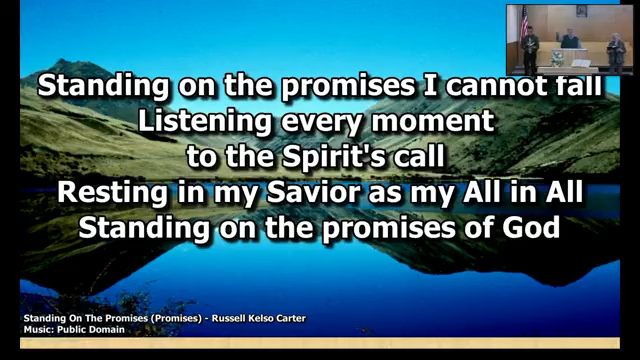 Standing on the promises I cannot fall
Listening every moment
to the Spirit's call
Resting in my Savior as my All in All
Standing on the promises of God
Standing On The Promises (Promises) - Russell Kelso Carter
Music: Public Domain